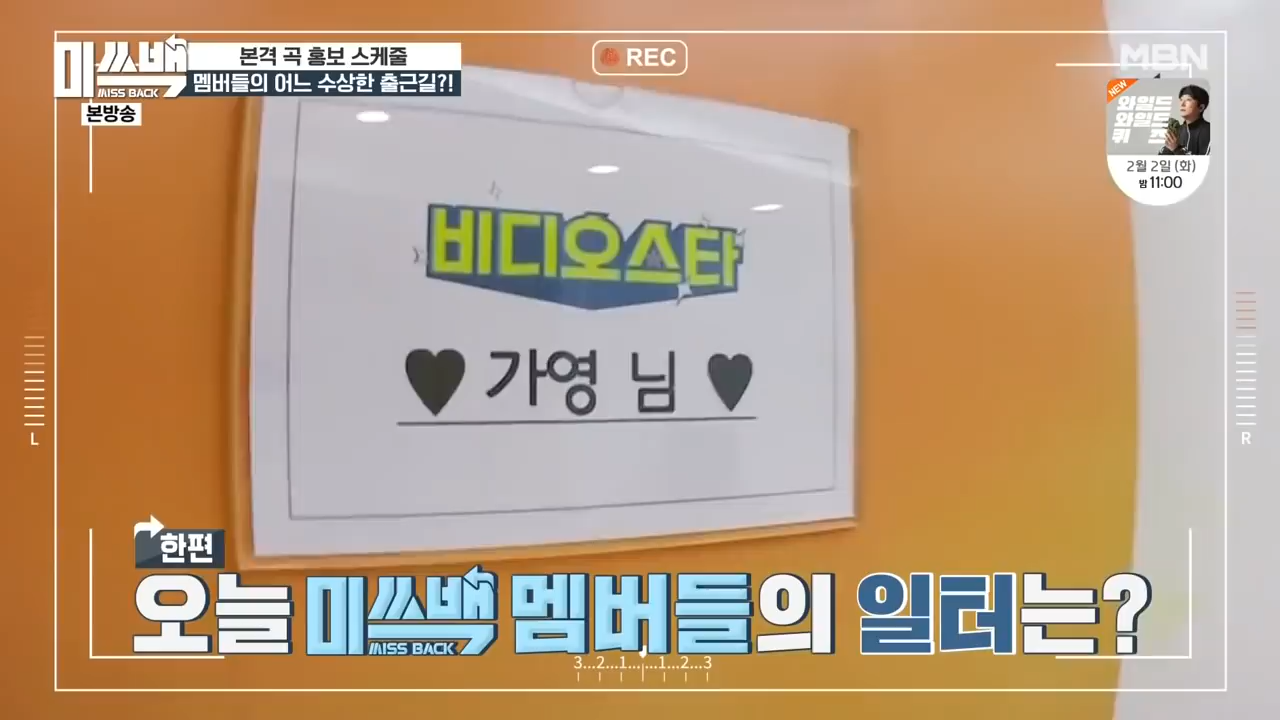 미쓰백
MISS BACK
본격 곡 홍보 스케줄
멤버들의 어느 수상한 출근길?!
본방송
REC
MBN
NEW
와일드
와일드
퀴즈
2월 2일 (화)
밤 11:00
비디오스타
♥ 가영 님 ♥
L
R
한편
오늘 미쓰백 멤버들의 일터는?
MISS BACK
3...2...1...⋮...1...2...3